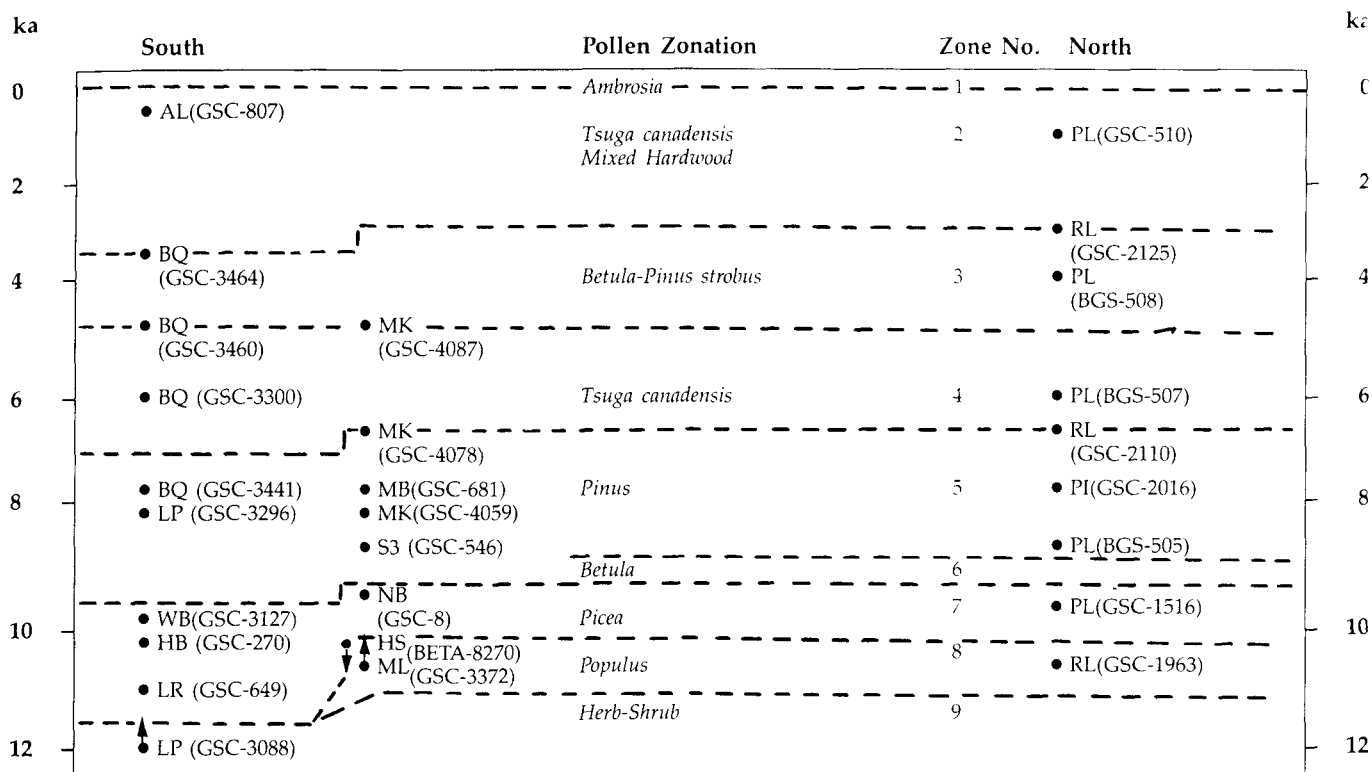 ka ka
South Pollen Zonation Zone No. North
0 Ambrosia 1 0
AL(GSC-807)
Tsuga canadensis 2 PL(GSC-510)
Mixed Hardwood
2 2
BQ RL
(GSC-3464) (GSC-2125)
4 Betula-Pinus strobus 3 PL 4
(BGS-508)
BQ MK
(GSC-3460) (GSC-4087)
6 BQ (GSC-3300) Tsuga canadensis 4 PL(BGS-507) 6
MK RL
(GSC-4078) (GSC-2110)
BQ (GSC-3441) MB(GSC-681) Pinus 5 PI(GSC-2016)
8 8
LP (GSC-3296) MK(GSC-4059)
S3 (GSC-546) PL(BGS-505)
Betula 6
NB
WB(GSC-3127) (GSC-8) Picea 7 PL(GSC-1516)
10 10
HB (GSC-270) HS(BETA-8270)
ML(GSC-3372) Populus 8 RL(GSC-1963)
LR (GSC-649)
Herb-Shrub 9
12 LP (GSC-3088) 12